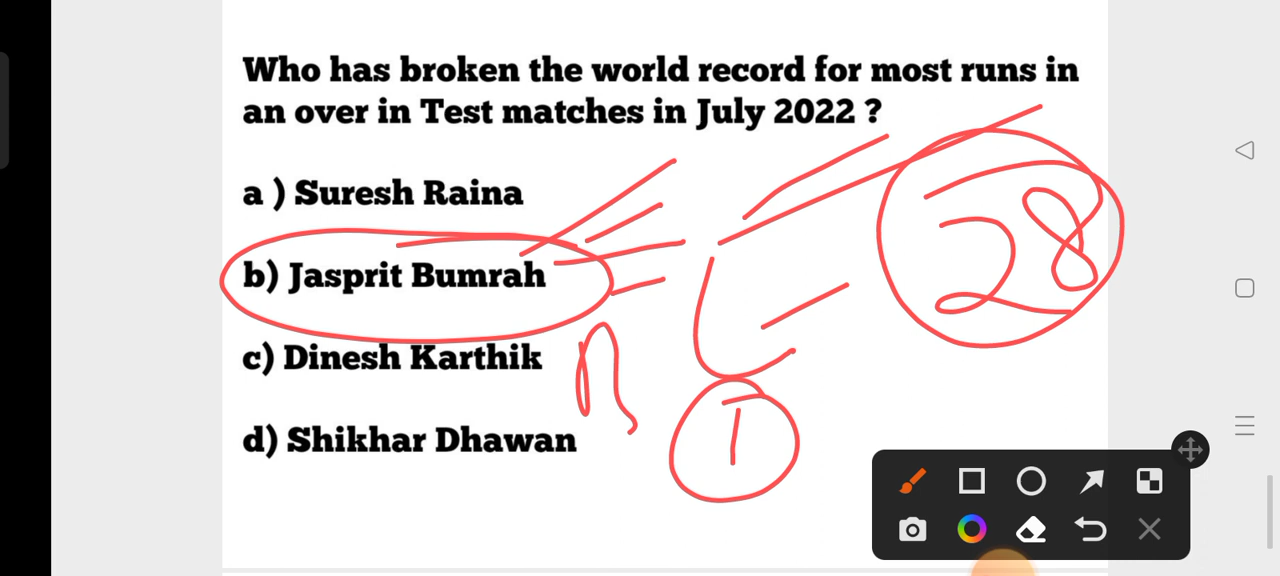 Who has broken the world record for most runs in
an over in Test matches in July 2022 ?
a ) Suresh Raina
b) Jasprit Bumrah
c) Dinesh Karthik
d) Shikhar Dhawan
28